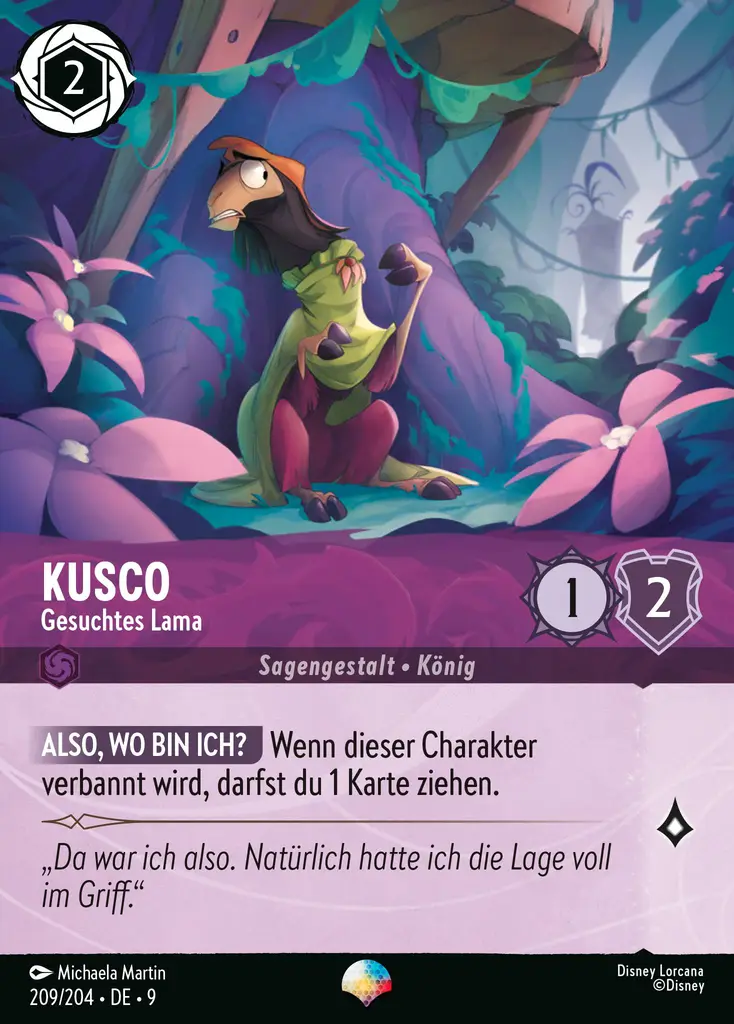 2
KUSCO
Gesuchtes Lama
1
2
Sagengestalt • König
ALSO, WO BIN ICH? Wenn dieser Charakter
verbannt wird, darfst du 1 Karte ziehen.
„Da war ich also. Natürlich hatte ich die Lage voll
im Griff.“
Michaela Martin
209/204 • DE • 9
Disney Lorcana
©Disney